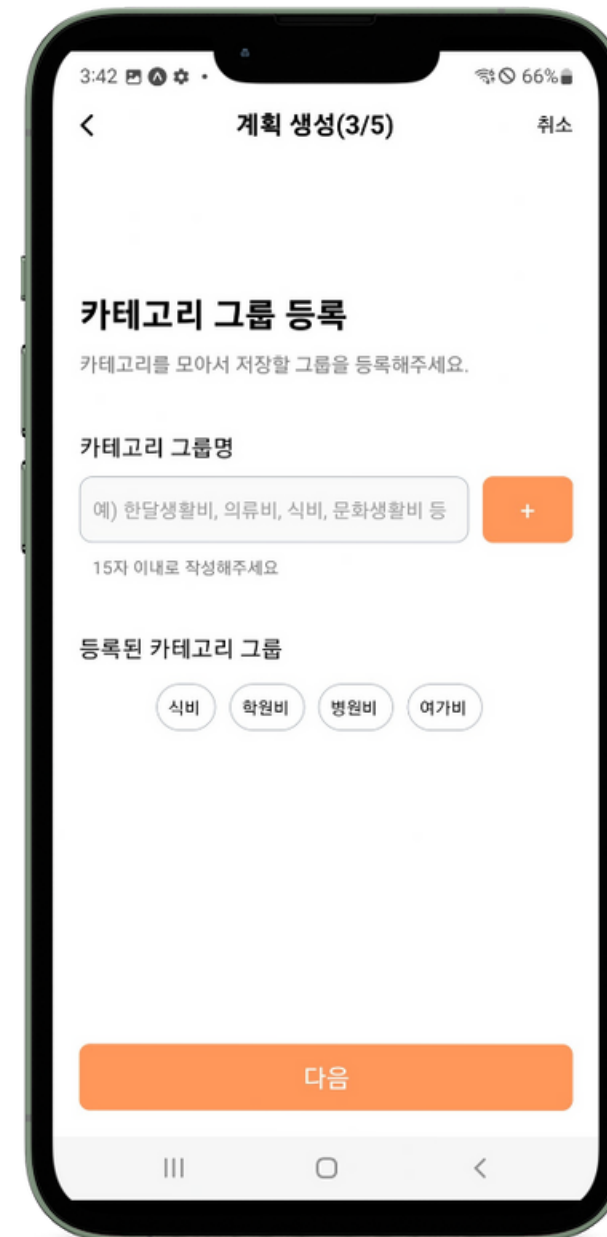 3:42 66%
계획 생성(3/5) 취소
카테고리 그룹 등록
카테고리를 모아서 저장할 그룹을 등록해주세요.
카테고리 그룹명
예) 한달생활비, 의류비, 식비, 문화생활비 등 +
15자 이내로 작성해주세요
등록된 카테고리 그룹
식비 학원비 병원비 여가비
다음